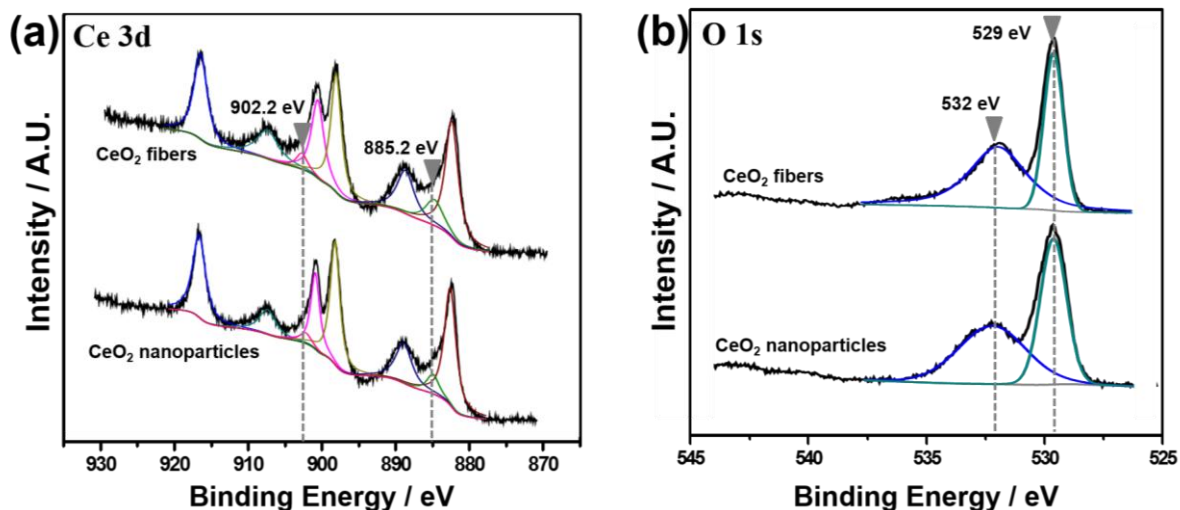 (a) Ce 3d
902.2 eV
885.2 eV
CeO₂ fibers
CeO₂ nanoparticles
Intensity / A.U.
930 920 910 900 890 880 870
Binding Energy / eV
(b) O 1s
529 eV
532 eV
CeO₂ fibers
CeO₂ nanoparticles
Intensity / A.U.
545 540 535 530 525
Binding Energy / eV